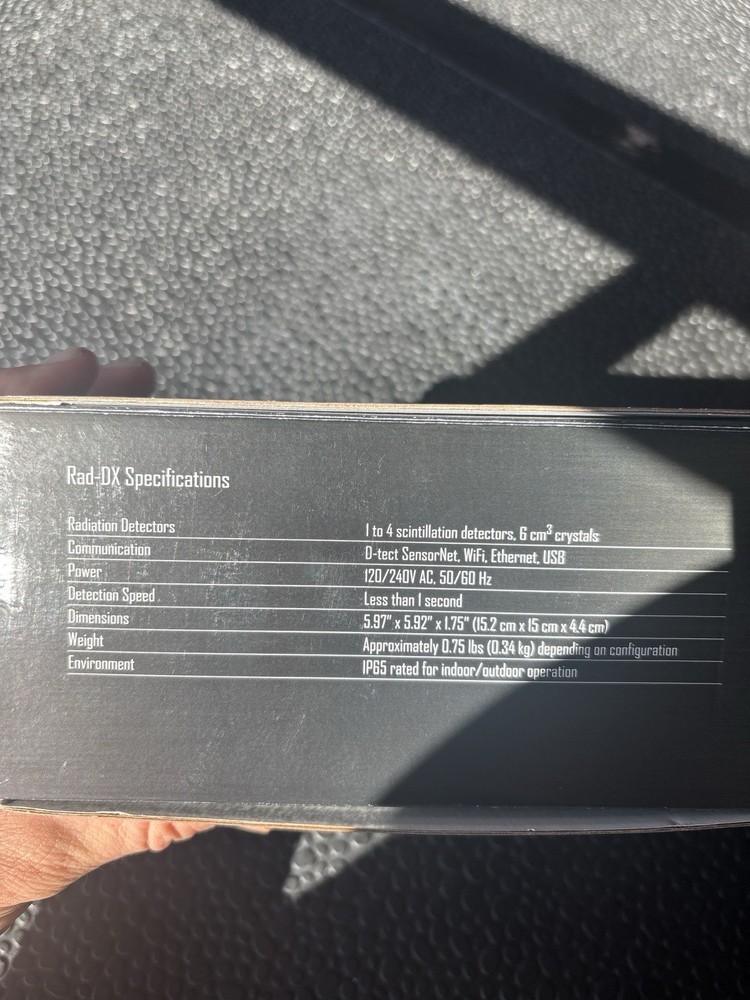 Rad-DX Specifications
Radiation Detectors 1 to 4 scintillation detectors, 6 cm³ crystals
Communication D-tect SensorNet, WiFi, Ethernet, USB
Power 120/240V AC, 50/60 Hz
Detection Speed Less than 1 second
Dimensions 5.97" x 5.92" x 1.75" (15.2 cm x 15 cm x 4.4 cm)
Weight Approximately 0.75 lbs (0.34 kg) depending on configuration
Environment IP65 rated for indoor/outdoor operation